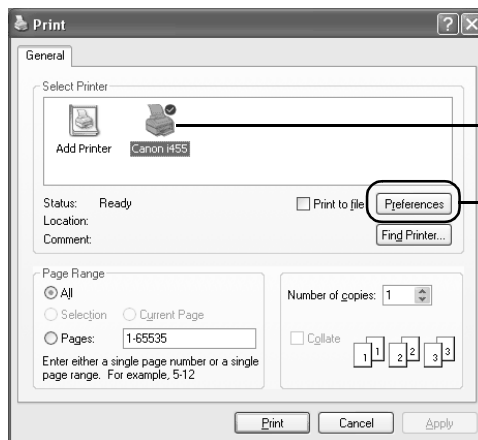 Print
General
Select Printer
Add Printer
Canon i455
Status: Ready
Location:
Comment:
Print to file
Preferences
Find Printer...
Page Range
All
Selection
Current Page
Pages: 1-65535
Enter either a single page number or a single
page range. For example, 5-12
Number of copies: 1
Collate
1 1 2 2 3 3
Print
Cancel
Apply